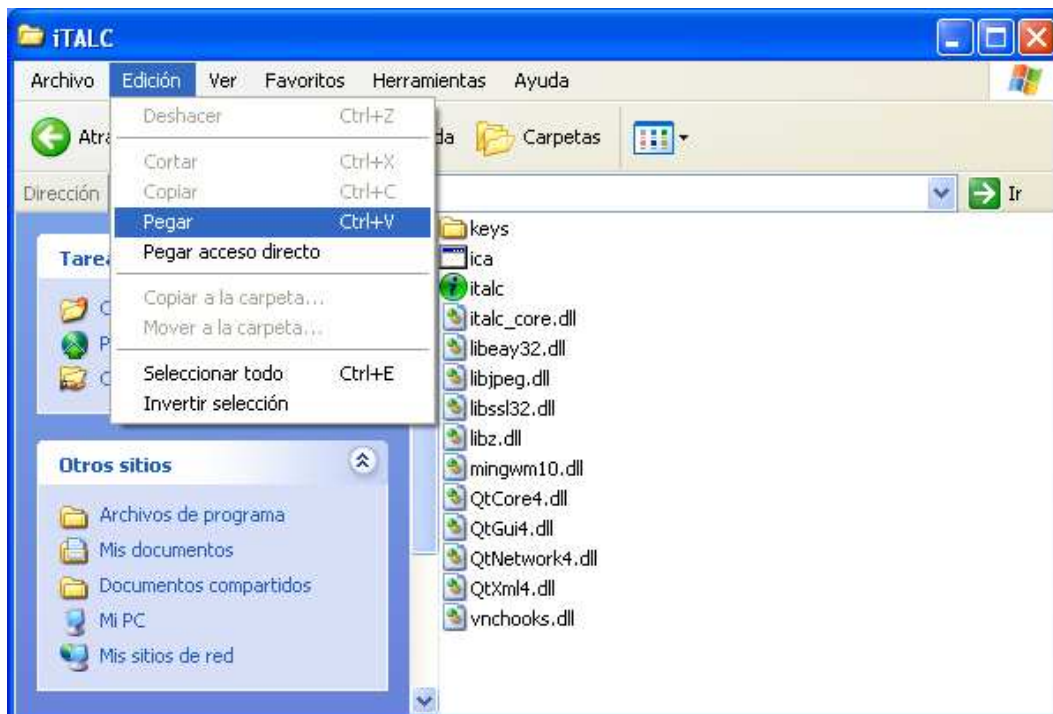 iTALC
Archivo Edición Ver Favoritos Herramientas Ayuda
Deshacer Ctrl+Z
Cortar Ctrl+X
Copiar Ctrl+C
Pegar Ctrl+V
Pegar acceso directo
Copiar a la carpeta...
Mover a la carpeta...
Seleccionar todo Ctrl+E
Invertir selección
Carpetas
Dirección
Ir
Otros sitios
Archivos de programa
Mis documentos
Documentos compartidos
Mi PC
Mis sitios de red
keys
ica
italc
italc_core.dll
libeay32.dll
libjpeg.dll
libssl32.dll
libz.dll
mingwm10.dll
QtCore4.dll
QtGui4.dll
QtNetwork4.dll
QtXml4.dll
vnchooks.dll